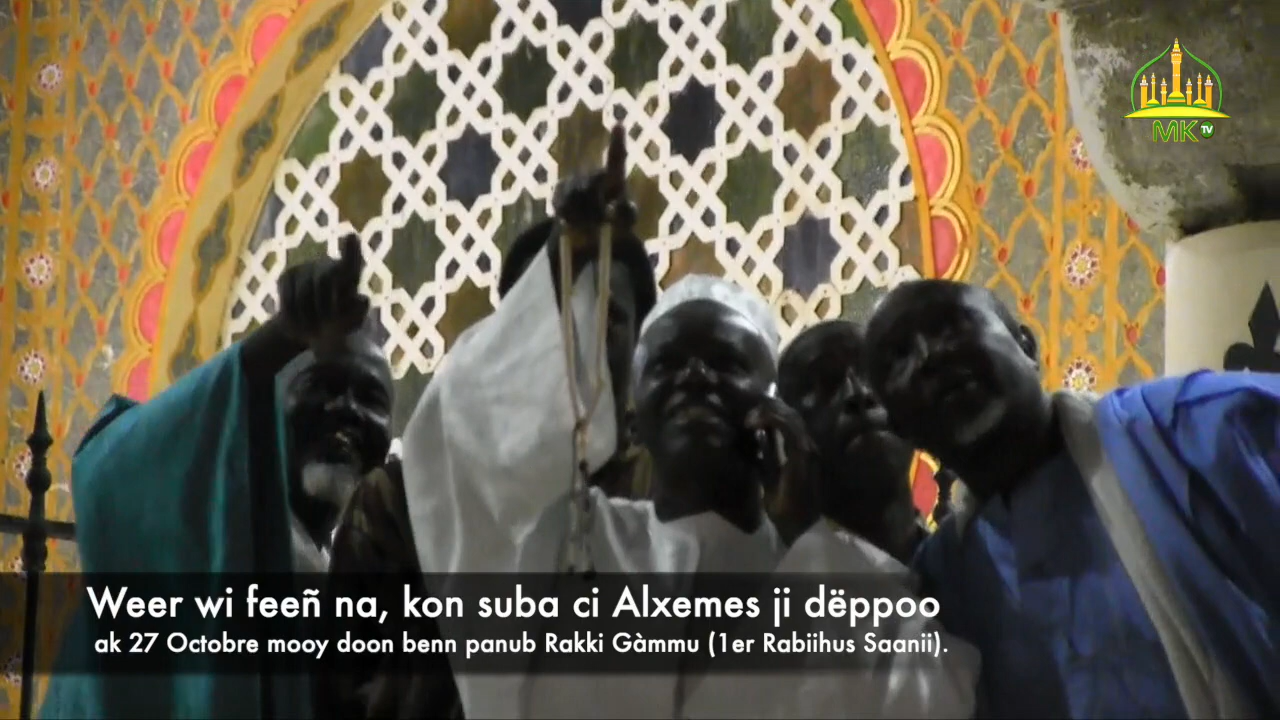 MK TV
Weer wi feeñ na, kon suba ci Alxemes ji dëppoo
ak 27 Octobre mooy doon benn panub Rakki Gàmmu (1er Rabiihus Saanii).